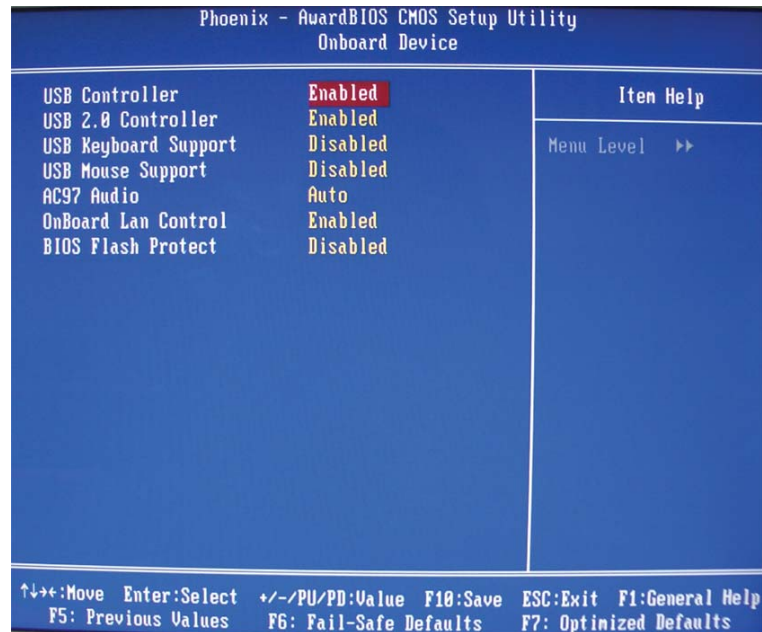 Phoenix - AwardBIOS CMOS Setup Utility
Onboard Device
USB Controller Enabled
USB 2.0 Controller Enabled
USB Keyboard Support Disabled
USB Mouse Support Disabled
AC97 Audio Auto
OnBoard Lan Control Enabled
BIOS Flash Protect Disabled
Item Help
Menu Level ▸▸
↑↓→←:Move Enter:Select +/-/PU/PD:Value F10:Save ESC:Exit F1:General Help
F5: Previous Values F6: Fail-Safe Defaults F7: Optimized Defaults